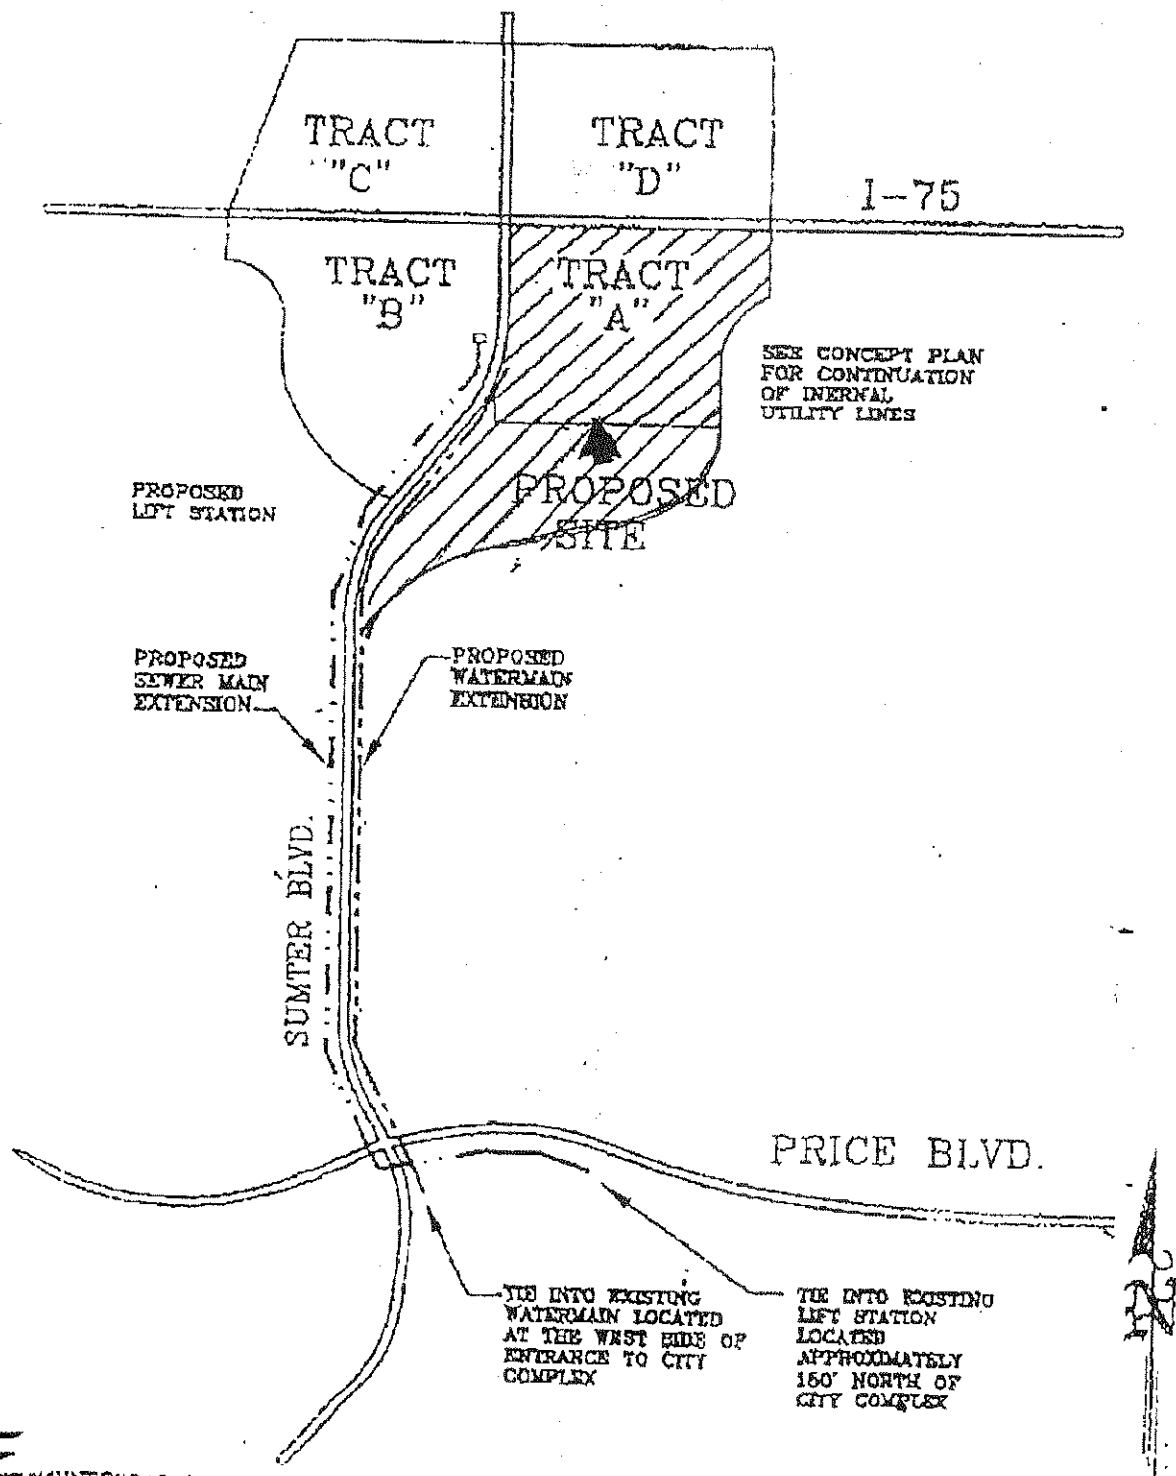 TRACT
"C"
TRACT
"D"
I-75
TRACT
"B"
TRACT
"A"
SEE CONCEPT PLAN
FOR CONTINUATION
OF INERNAL
UTILITY LINES
PROPOSED
LIFT STATION
PROPOSED
SITE
PROPOSED
SEWER MAIN
EXTENSION
PROPOSED
WATERMAIN
EXTENSION
SUMTER BLVD.
PRICE BLVD.
TIE INTO EXISTING
WATERMAIN LOCATED
AT THE WEST SIDE OF
ENTRANCE TO CITY
COMPLEX
TIE INTO EXISTING
LIFT STATION
LOCATED
APPROXIMATELY
150' NORTH OF
CITY COMPLEX